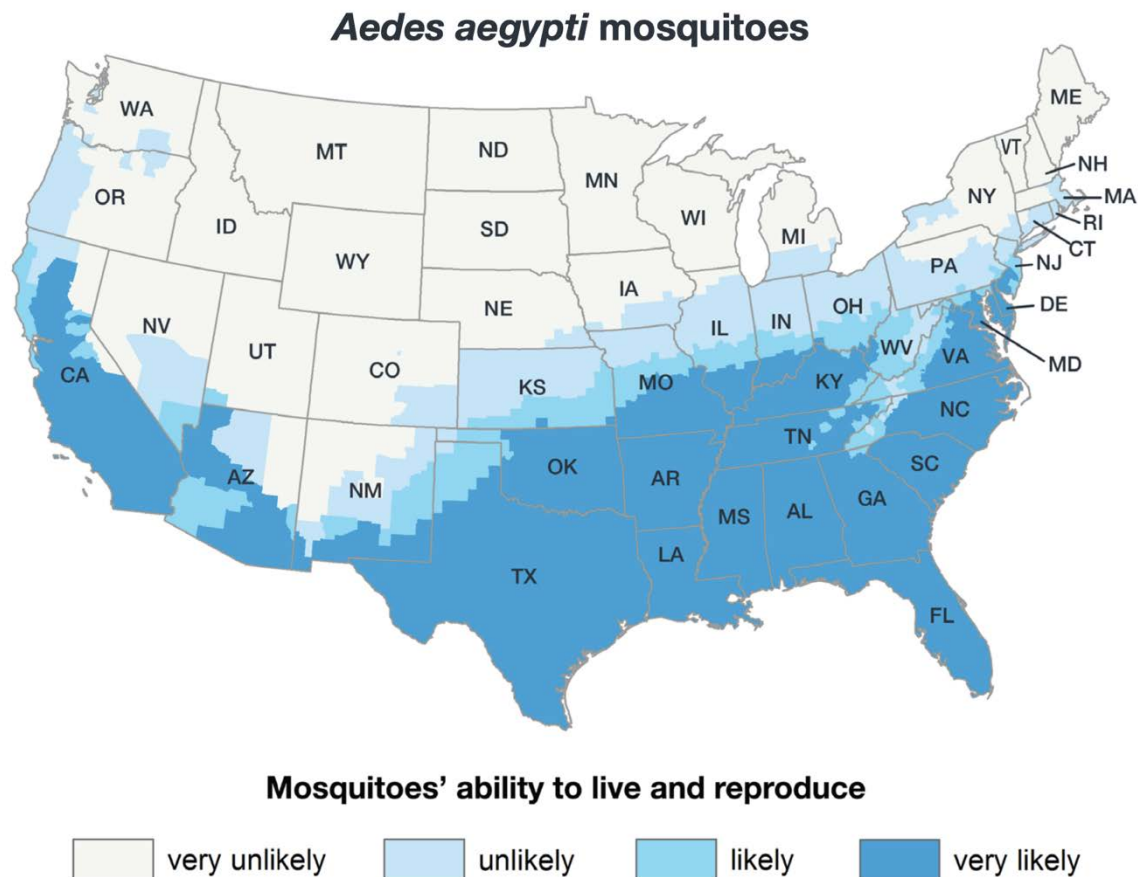 Aedes aegypti mosquitoes
WA
MT
ND
MN
ME
VT
NH
OR
ID
SD
WI
MI
NY
MA
RI
CT
WY
IA
PA
NJ
NE
OH
DE
NV
UT
CO
IL
IN
WV
MD
CA
KS
MO
KY
VA
AZ
NM
OK
TN
NC
AR
SC
MS
AL
GA
TX
LA
FL
Mosquitoes' ability to live and reproduce
very unlikely
unlikely
likely
very likely